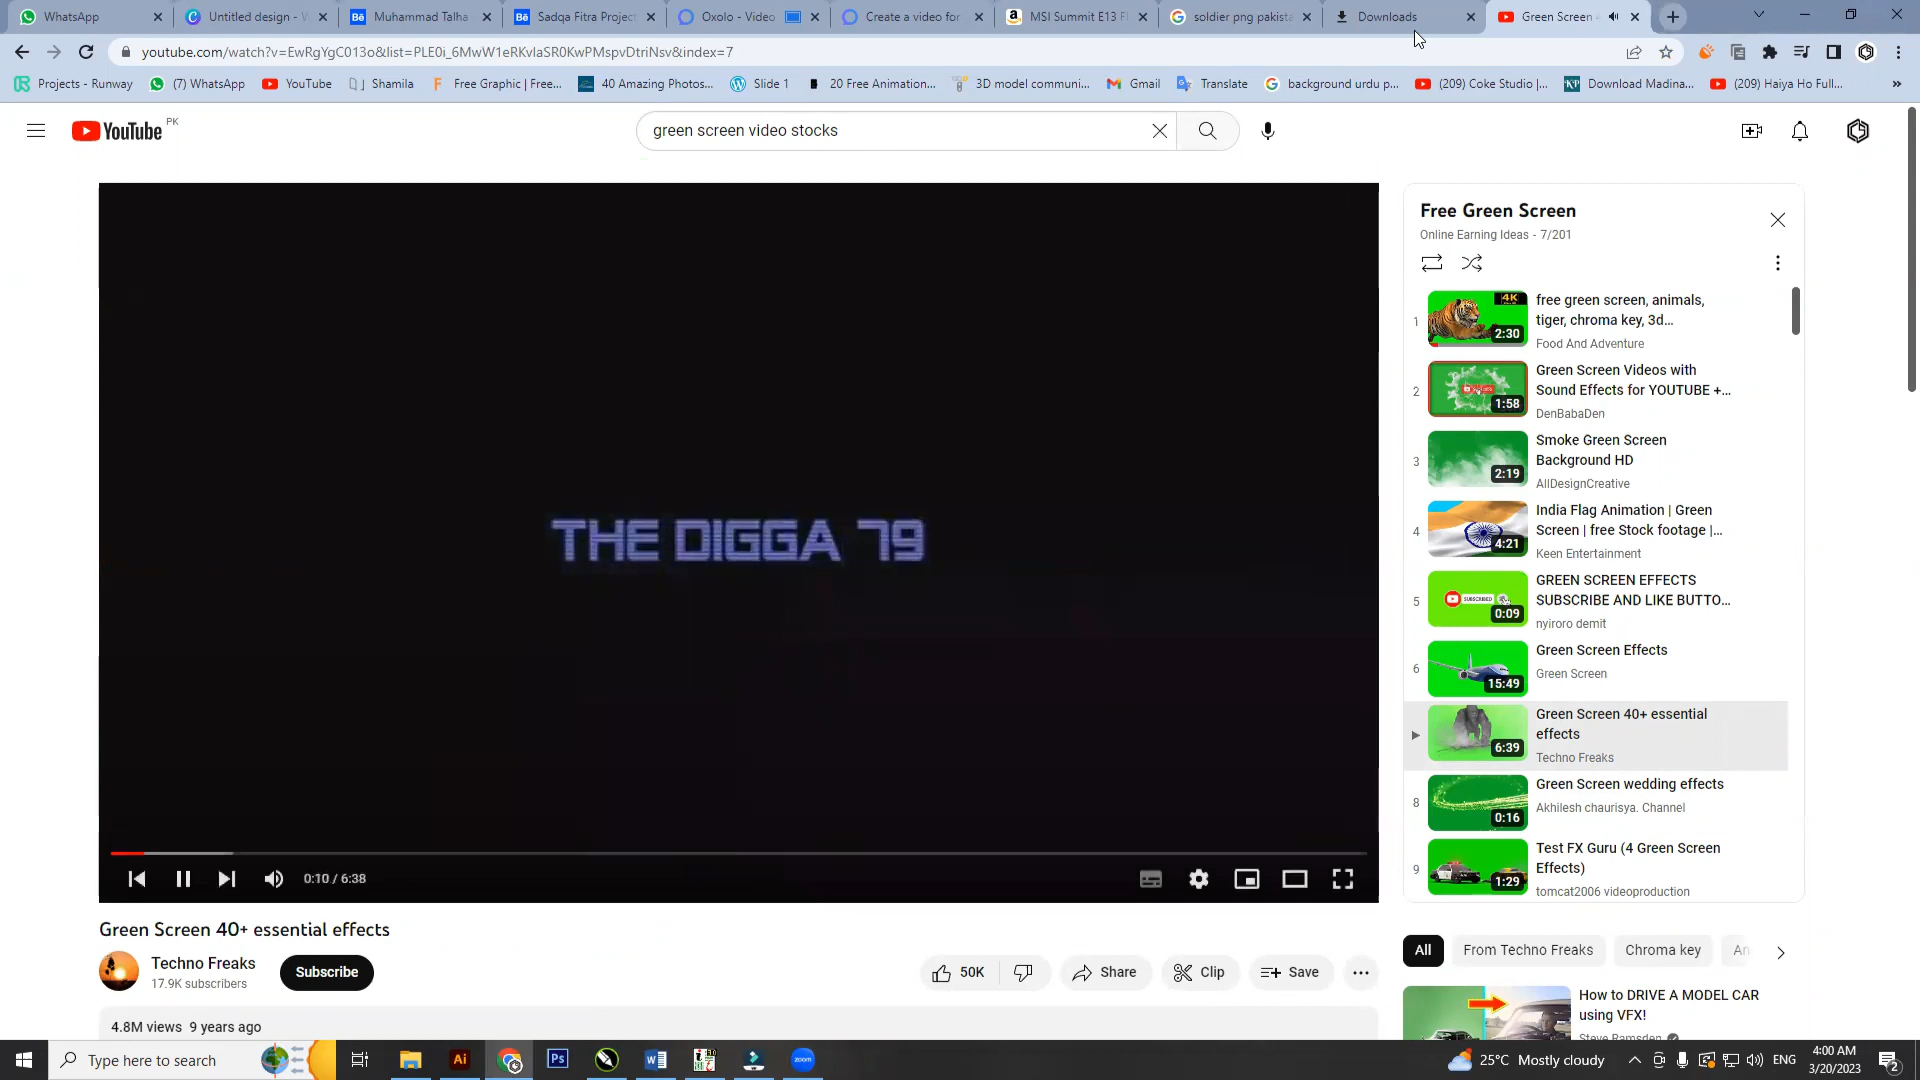 WhatsApp
Untitled design - 
Muhammad Talha
Sadqa Fitra Project
Oxolo - Video
Create a video for
MSI Summit E13 Fl
soldier png pakista
Downloads
Green Screen
youtube.com/watch?v=EwRgYgC013o&list=PLE0i_6MwW1eRKvlaSR0KwPMspvDtriNsv&index=7
Projects - Runway
(7) WhatsApp
YouTube
Shamila
Free Graphic | Free...
40 Amazing Photos...
Slide 1
20 Free Animation...
3D model communi...
Gmail
Translate
background urdu p...
(209) Coke Studio |...
Download Madina...
(209) Haiya Ho Full...
YouTube PK
green screen video stocks
THE DIGGA 79
0:10 / 6:38
Green Screen 40+ essential effects
Techno Freaks
17.9K subscribers
Subscribe
50K
Share
Clip
Save
4.8M views 9 years ago
Free Green Screen
Online Earning Ideas - 7/201
1
4K
2:30
free green screen, animals,
tiger, chroma key, 3d...
Food And Adventure
2
1:58
Green Screen Videos with
Sound Effects for YOUTUBE +...
DenBabaDen
3
2:19
Smoke Green Screen
Background HD
AllDesignCreative
4
4:21
India Flag Animation | Green
Screen | free Stock footage |...
Keen Entertainment
5
SUBSCRIBED
0:09
GREEN SCREEN EFFECTS
SUBSCRIBE AND LIKE BUTTO...
nyiroro demit
6
15:49
Green Screen Effects
Green Screen
6:39
Green Screen 40+ essential
effects
Techno Freaks
8
0:16
Green Screen wedding effects
Akhilesh chaurisya. Channel
9
1:29
Test FX Guru (4 Green Screen
Effects)
tomcat2006 videoproduction
All
From Techno Freaks
Chroma key
An
How to DRIVE A MODEL CAR
using VFX!
Steve Ramsden
Type here to search
Ai
Ps
zoom
25°C Mostly cloudy
ENG
4:00 AM
3/20/2023
2